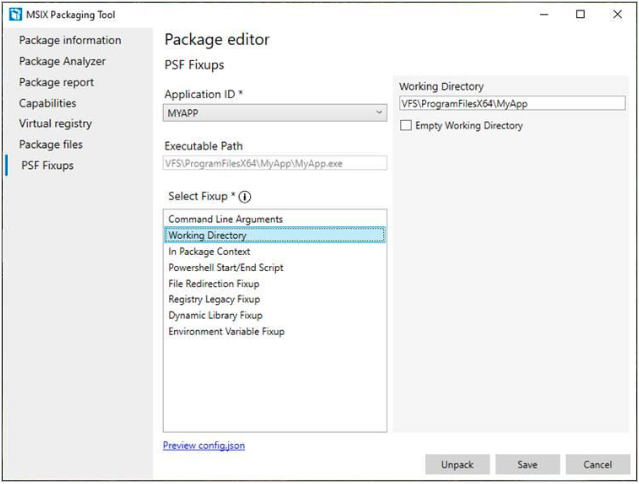 MSIX Packaging Tool
Package information
Package Analyzer
Package report
Capabilities
Virtual registry
Package files
PSF Fixups
Package editor
PSF Fixups
Application ID *
MYAPP
Executable Path
VFS\ProgramFilesX64\MyApp\MyApp.exe
Select Fixup *
Command Line Arguments
Working Directory
In Package Context
Powershell Start/End Script
File Redirection Fixup
Registry Legacy Fixup
Dynamic Library Fixup
Environment Variable Fixup
Preview config.json
Working Directory
VFS\ProgramFilesX64\MyApp
Empty Working Directory
Unpack
Save
Cancel